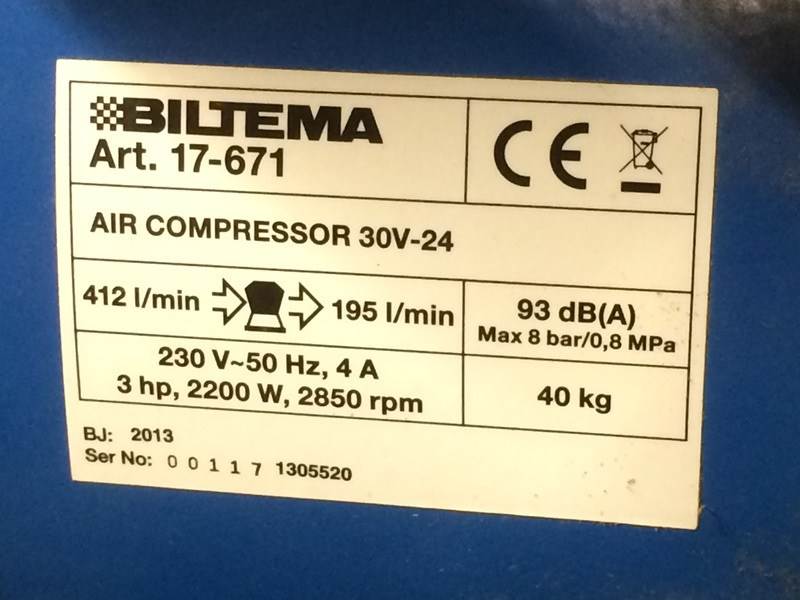 BILTEMA
Art. 17-671
CE
AIR COMPRESSOR 30V-24
412 l/min 195 l/min
93 dB(A)
Max 8 bar/0,8 MPa
230 V~50 Hz, 4 A
3 hp, 2200 W, 2850 rpm
40 kg
BJ: 2013
Ser No: 0 0 1 1 7 1305520